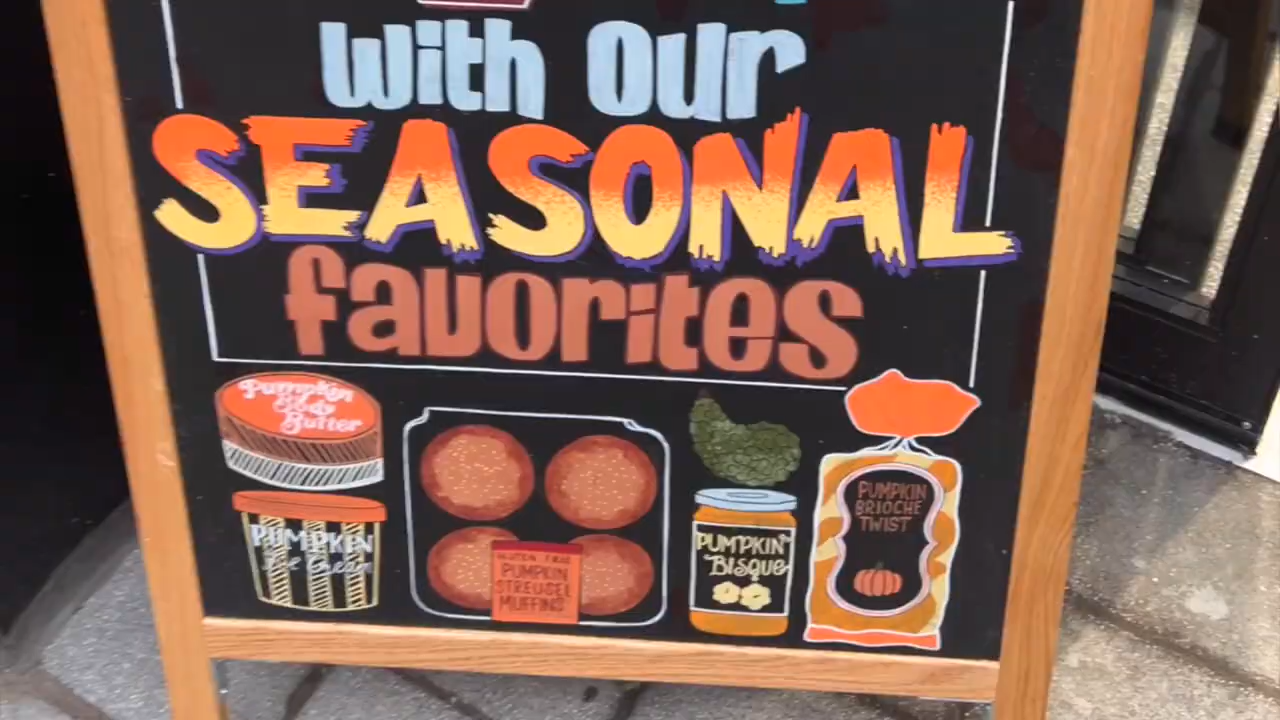 with our
SEASONAL
favorites
Pumpkin
Body
Butter
PUMPKIN
Ice Cream
GLUTEN FREE
PUMPKIN
STREUSEL
MUFFINS
PUMPKIN
Bisque
PUMPKIN
BRIOCHE
TWIST